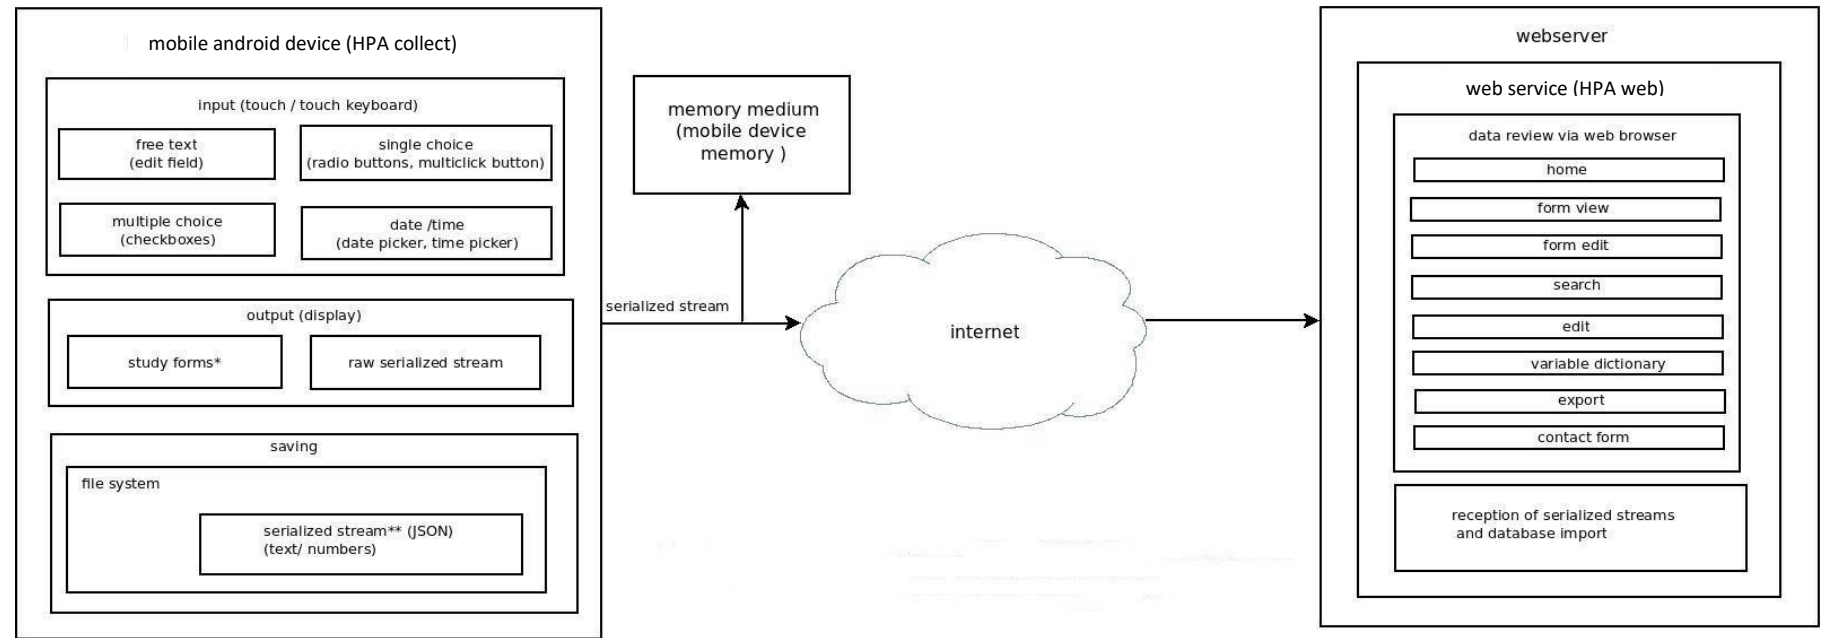 mobile android device (HPA collect)
input (touch / touch keyboard)
free text
(edit field)
single choice
(radio buttons, multiclick button)
multiple choice
(checkboxes)
date /time
(date picker, time picker)
output (display)
study forms*
raw serialized stream
saving
file system
serialized stream** (JSON)
(text/ numbers)
serialized stream
memory medium
(mobile device
memory )
internet
webserver
web service (HPA web)
data review via web browser
home
form view
form edit
search
edit
variable dictionary
export
contact form
reception of serialized streams
and database import